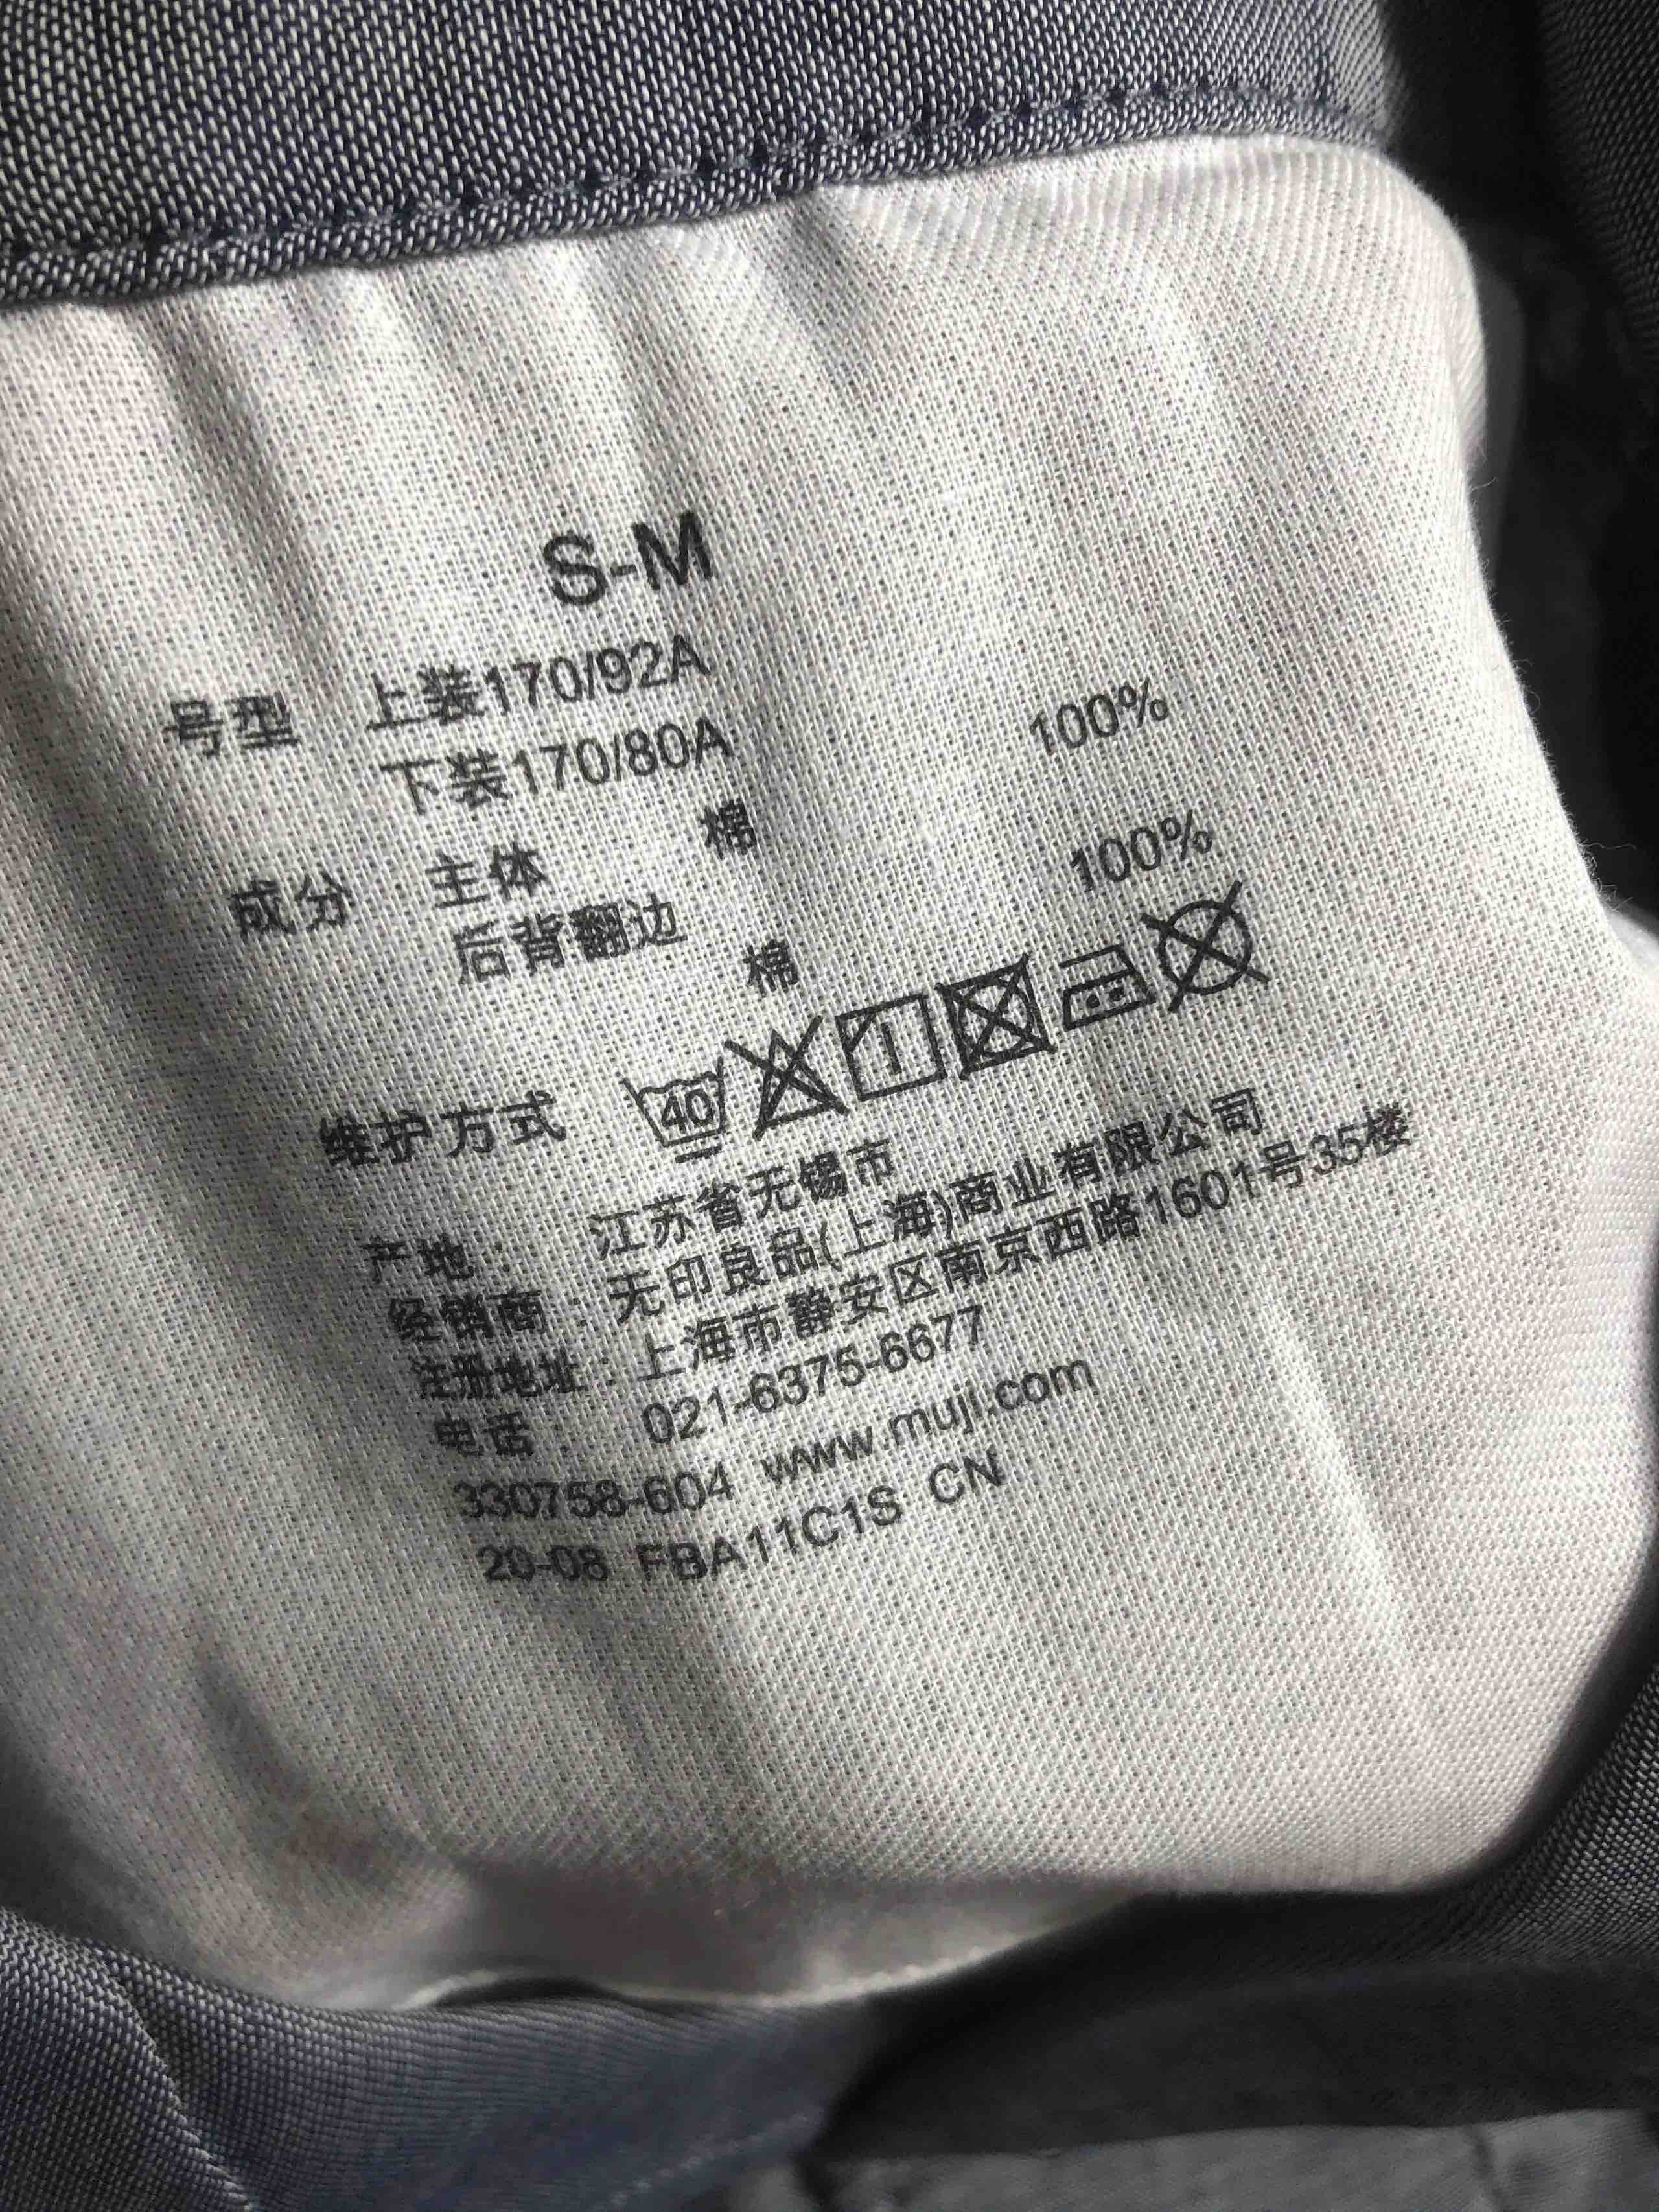 S-M
号型 上装170/92A
下装170/80A
成分 主体 棉 100%
后背翻边 棉 100%
维护方式 40
产地: 江苏省无锡市
经销商: 无印良品(上海)商业有限公司
注册地址: 上海市静安区南京西路1601号35楼
电话: 021-6375-6677
330758-604 www.muji.com
20-08 FBA11C1S CN